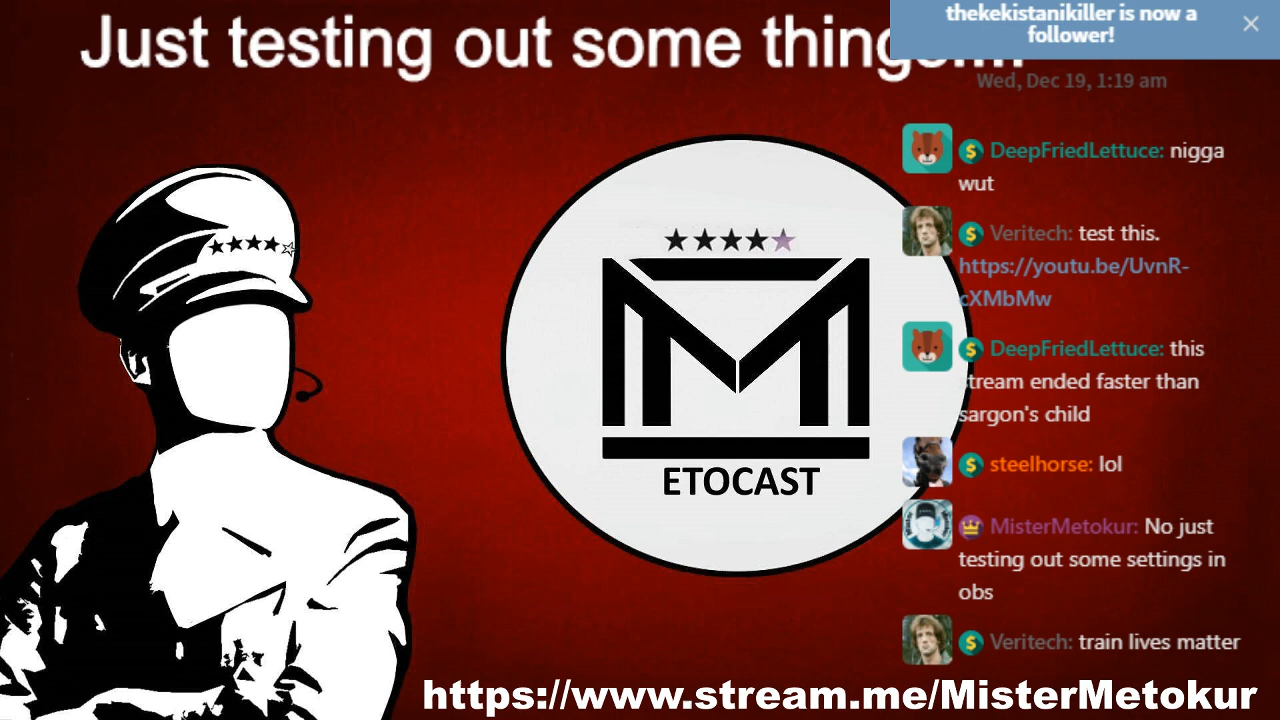 Just testing out some things....
thekekistanikiller is now a
follower!
Wed, Dec 19, 1:19 am
DeepFriedLettuce: nigga
wut
Veritech: test this.
https://youtu.be/UvnR-
cXMbMw
DeepFriedLettuce: this
stream ended faster than
sargon's child
steelhorse: lol
MisterMetokur: No just
testing out some settings in
obs
Veritech: train lives matter
M
ETOCAST
https://www.stream.me/MisterMetokur